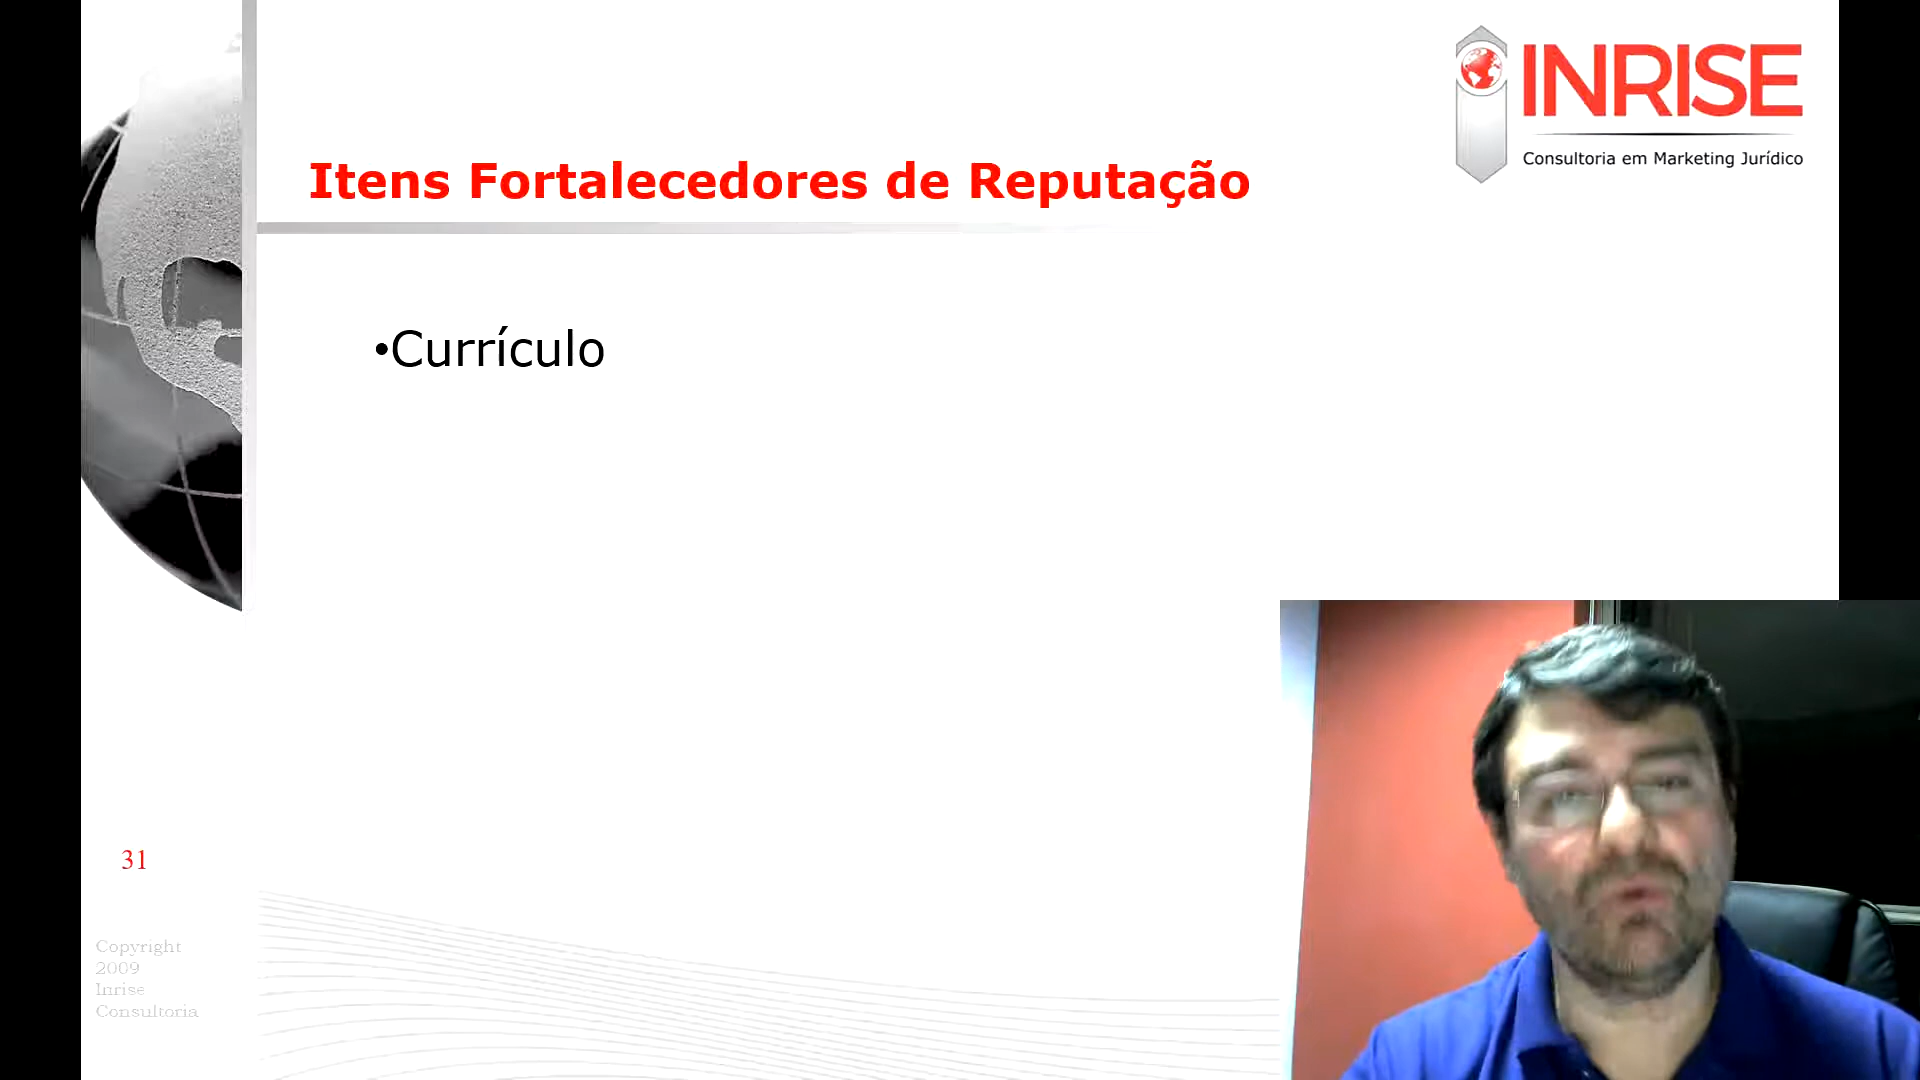 INRISE
Consultoria em Marketing Jurídico
Itens Fortalecedores de Reputação
•Currículo
31
Copyright
2009
Inrise
Consultoria